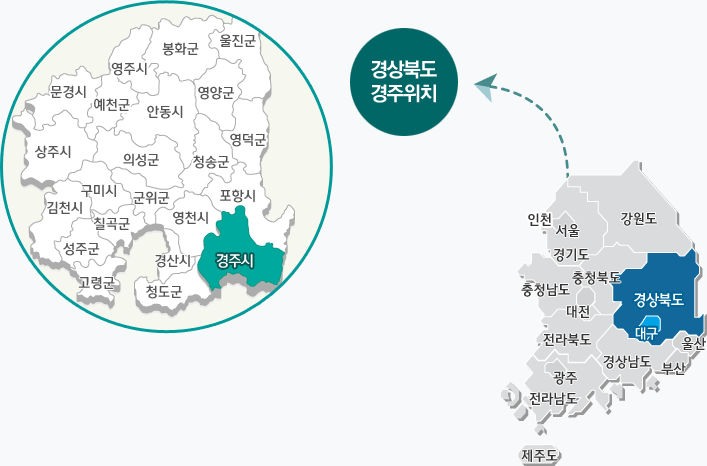 울진군
봉화군
영주시
문경시
영양군
예천군
안동시
영덕군
상주시
의성군
청송군
구미시
군위군
포항시
김천시
영천시
칠곡군
성주군
경산시
경주시
고령군
청도군
경상북도
경주위치
인천
서울
강원도
경기도
충청북도
충청남도
경상북도
대전
대구
전라북도
울산
경상남도
부산
광주
전라남도
제주도